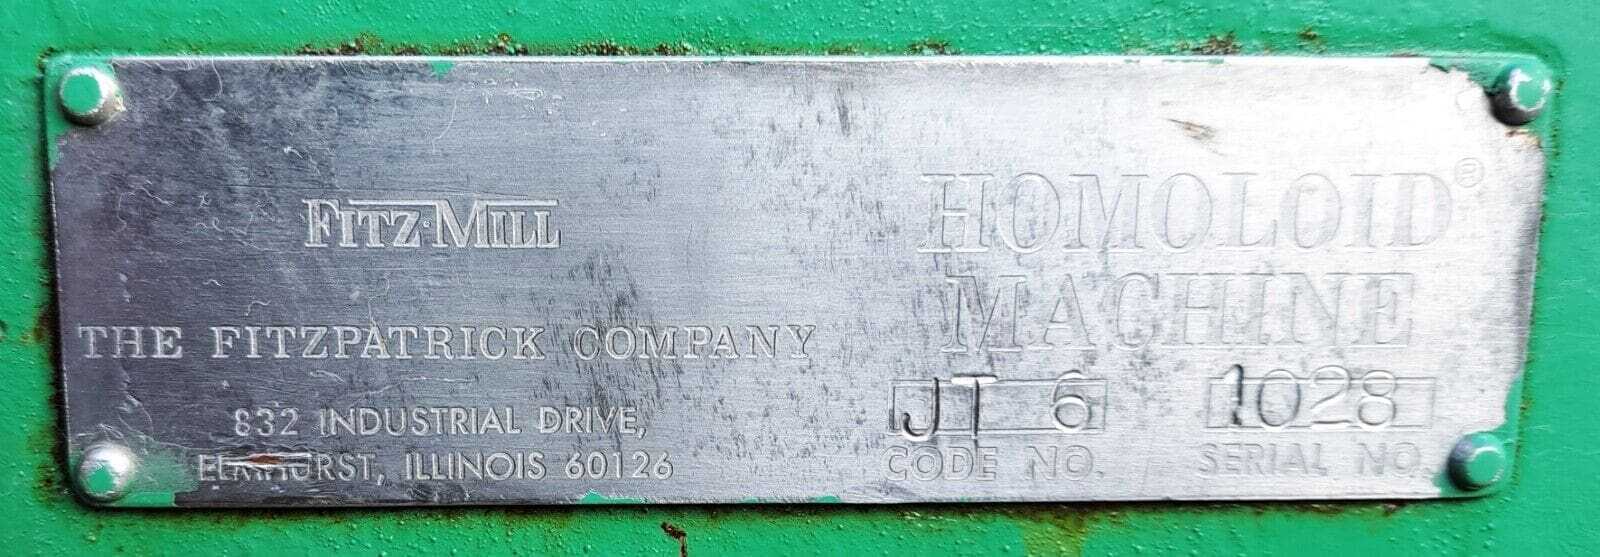 FITZ·MILL
THE FITZPATRICK COMPANY
832 INDUSTRIAL DRIVE,
ELMHURST, ILLINOIS 60126
HOMOLOID®
MACHINE
JT 6
CODE NO.
1028
SERIAL NO.